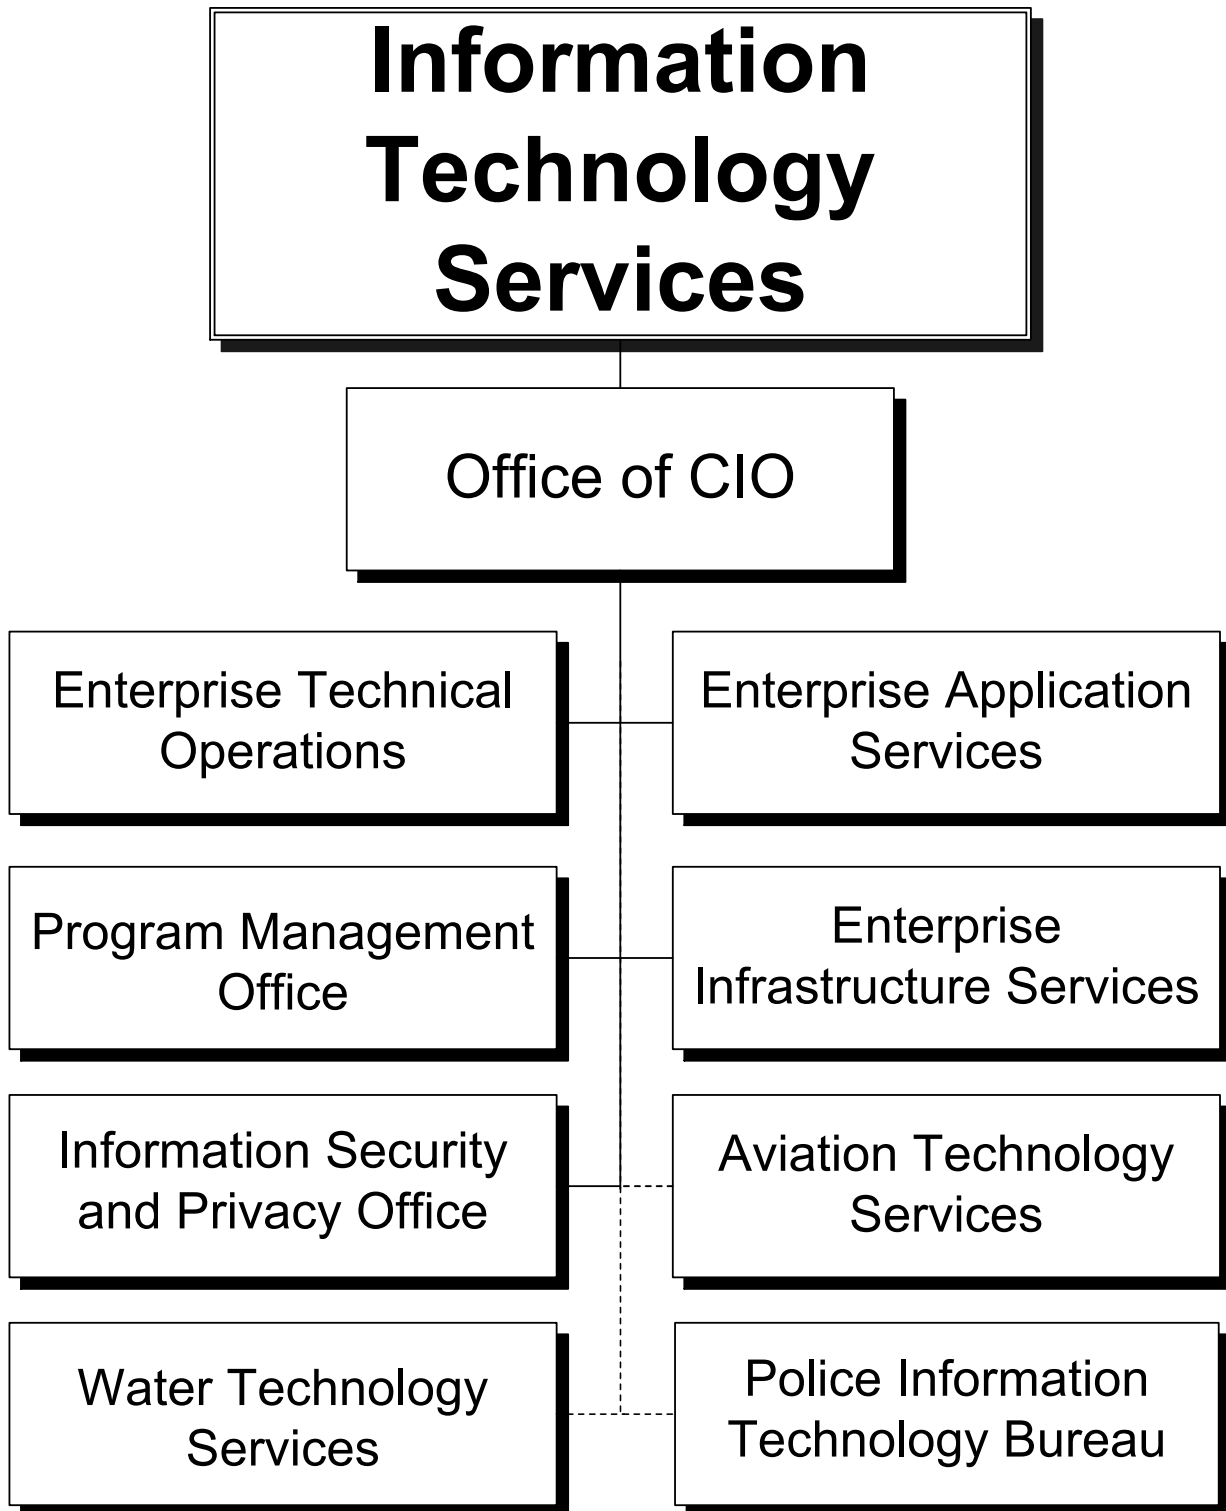 Information
Technology
Services
Office of CIO
Enterprise Technical
Operations
Enterprise Application
Services
Program Management
Office
Enterprise
Infrastructure Services
Information Security
and Privacy Office
Aviation Technology
Services
Water Technology
Services
Police Information
Technology Bureau